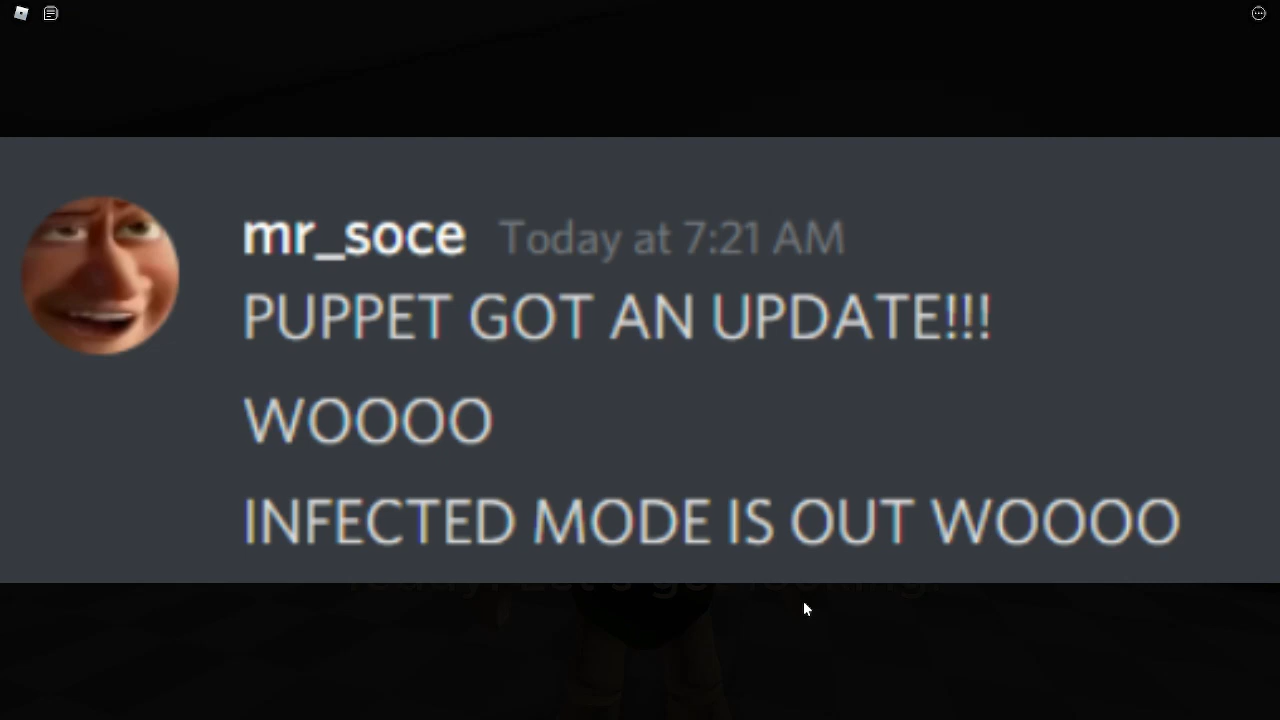 mr_soce Today at 7:21 AM
PUPPET GOT AN UPDATE!!!
WOOOO
INFECTED MODE IS OUT WOOOO